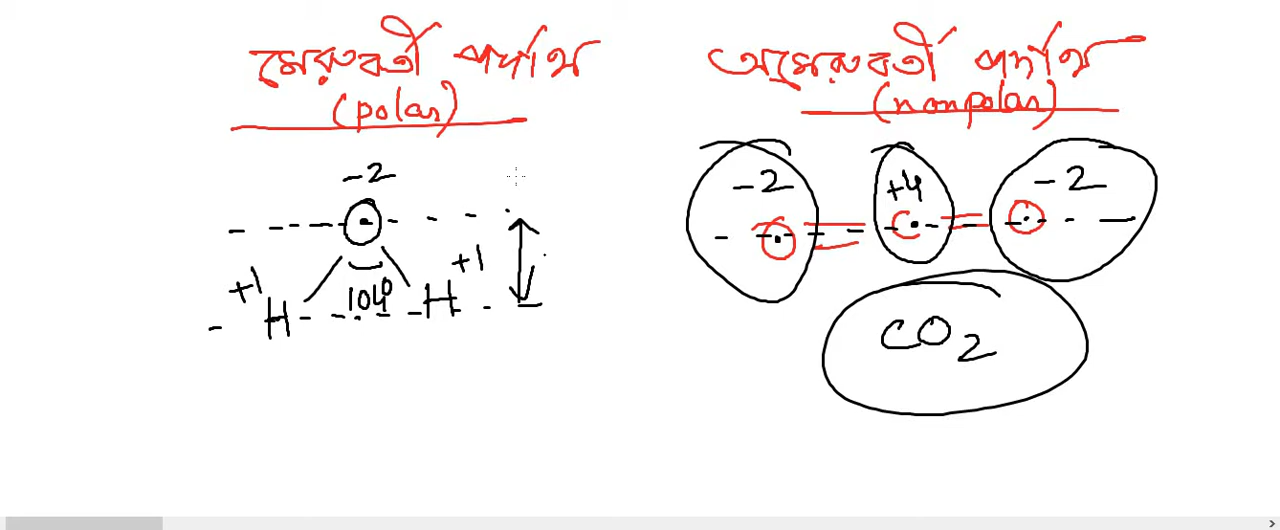 মেরুবর্তী পদার্থ
(polar)
-2
+1 H 104° H +1
অমেরুবর্তী পদার্থ
(nonpolar)
-2 +4 -2
O = C = O
CO2